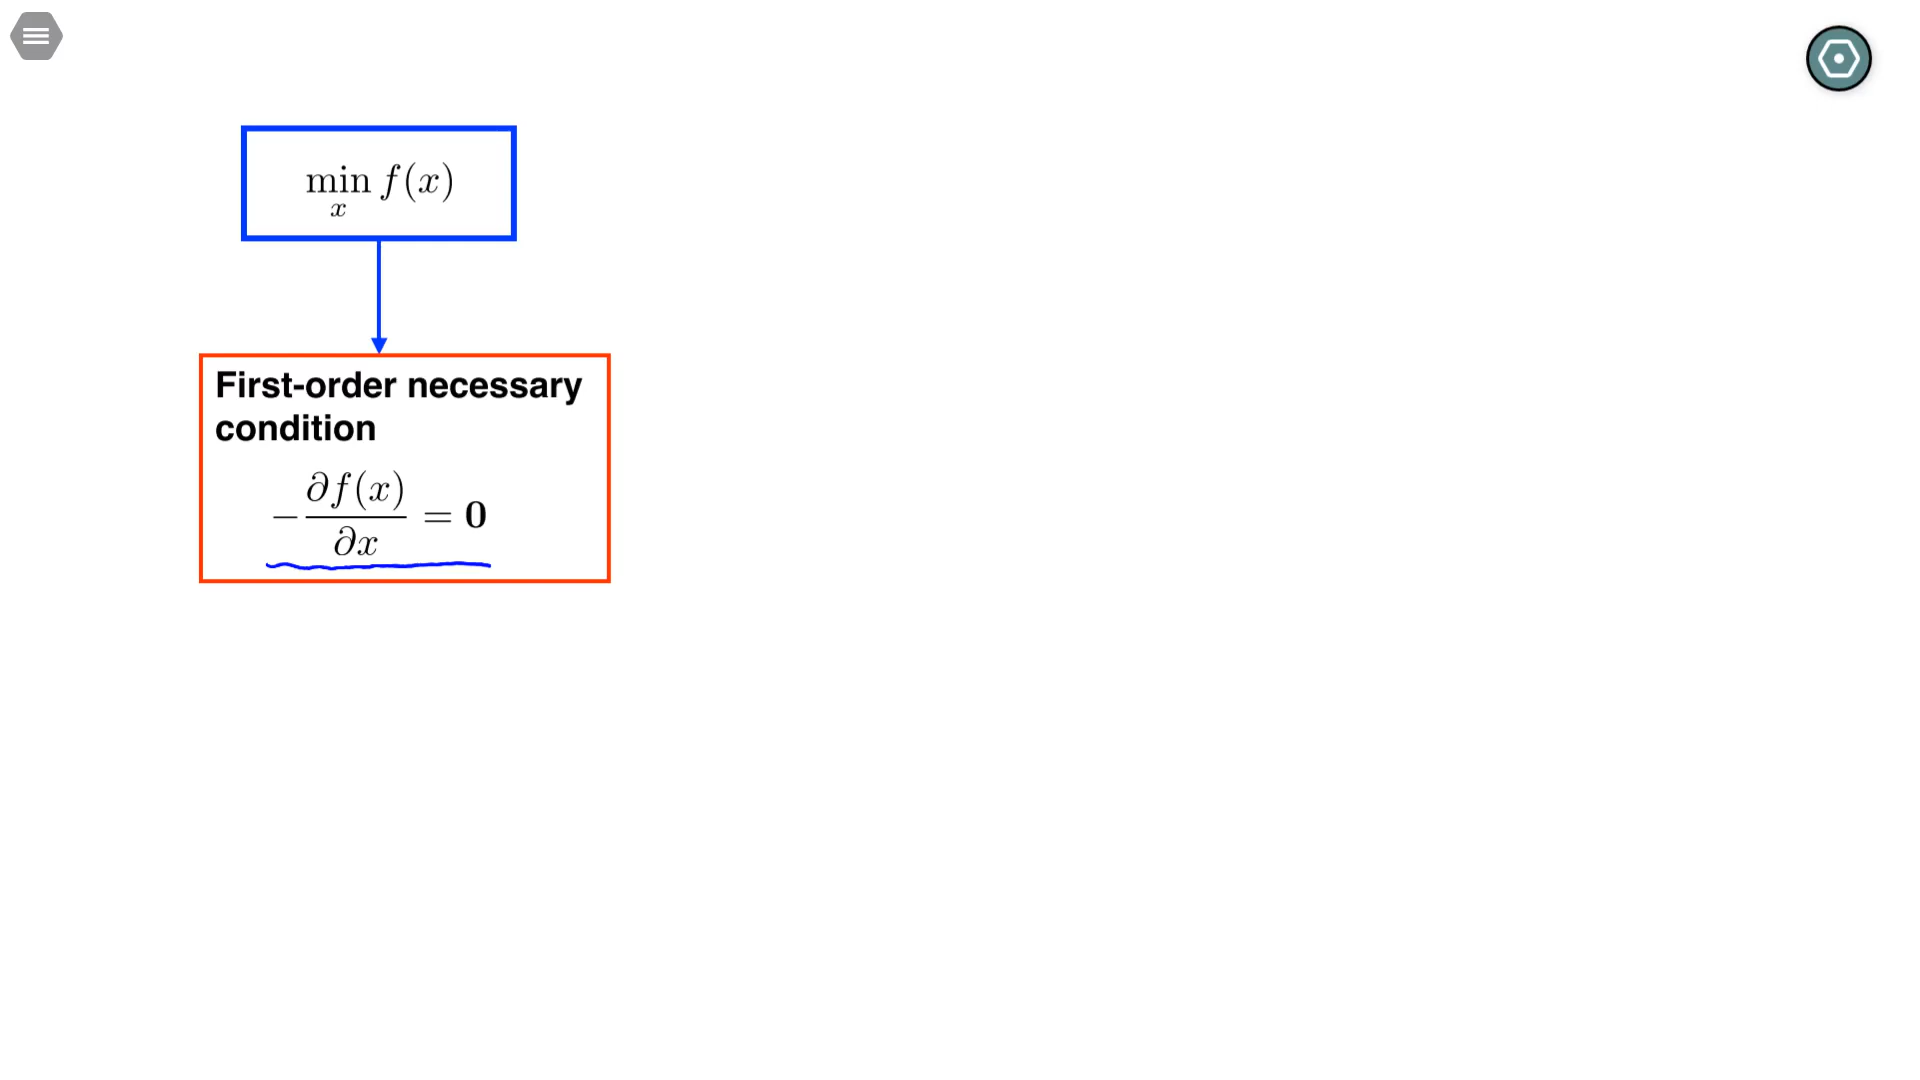 min f(x)
x
First-order necessary
condition
−∂f(x)/∂x = 0